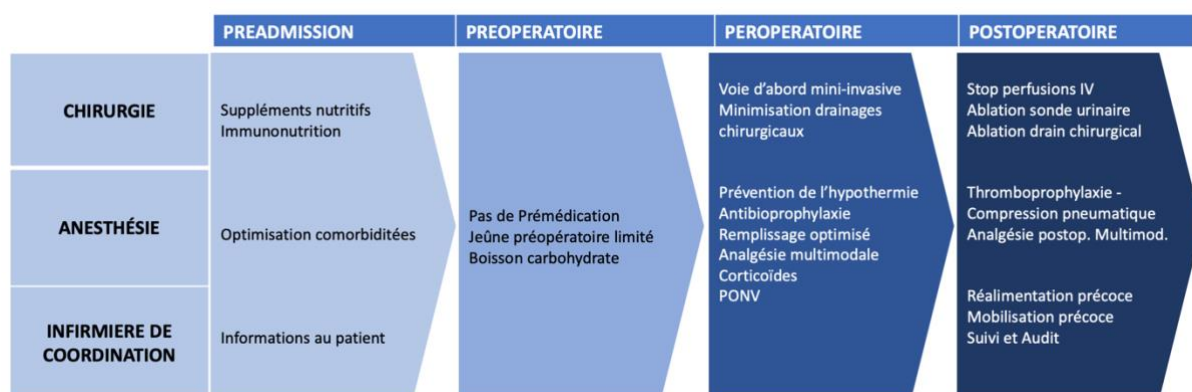 PREADMISSION
PREOPERATOIRE
PEROPERATOIRE
POSTOPERATOIRE
CHIRURGIE
Suppléments nutritifs
Immunonutrition
Voie d'abord mini-invasive
Minimisation drainages
chirurgicaux
Stop perfusions IV
Ablation sonde urinaire
Ablation drain chirurgical
ANESTHÉSIE
Optimisation comorbiditées
Pas de Prémédication
Jeûne préopératoire limité
Boisson carbohydrate
Prévention de l'hypothermie
Antibioprophylaxie
Remplissage optimisé
Analgésie multimodale
Corticoïdes
PONV
Thromboprophylaxie -
Compression pneumatique
Analgésie postop. Multimod.
INFIRMIERE DE
COORDINATION
Informations au patient
Réalimentation précoce
Mobilisation précoce
Suivi et Audit